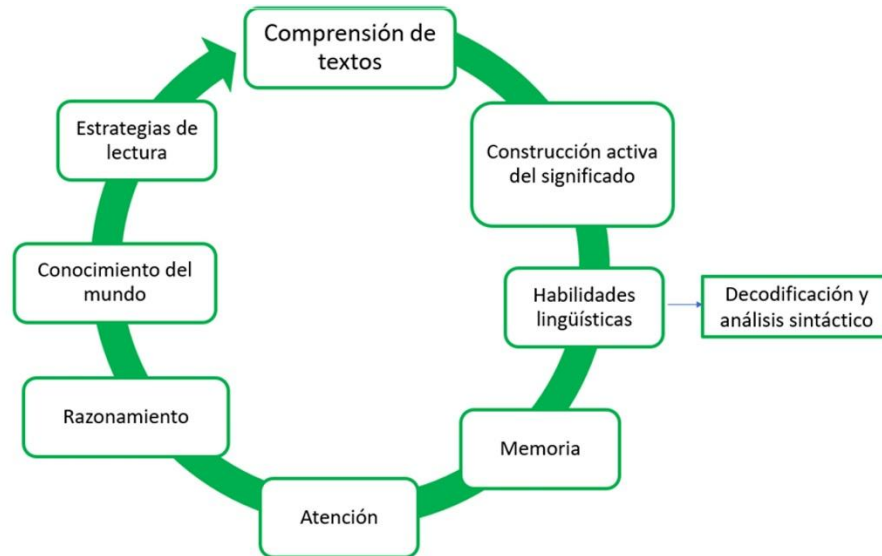 Comprensión de
textos
Construcción activa
del significado
Habilidades
lingüísticas
Decodificación y
análisis sintáctico
Memoria
Atención
Razonamiento
Conocimiento del
mundo
Estrategias de
lectura